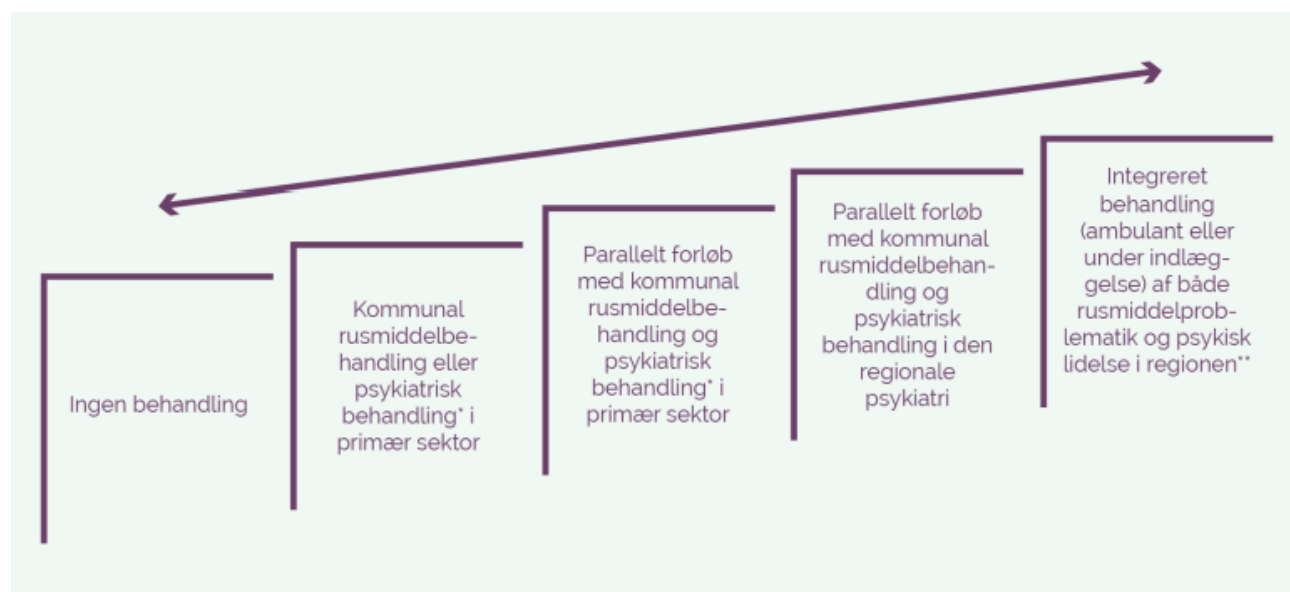 Ingen behandling
Kommunal
rusmiddelbe-
handling eller
psykiatrisk
behandling* i
primær sektor
Parallelt forløb
med kommunal
rusmiddelbe-
handling og
psykiatrisk
behandling* i
primær sektor
Parallelt forløb
med kommunal
rusmiddelbehan-
dling og
psykiatrisk
behandling i den
regionale
psykiatri
Integreret
behandling
(ambulant eller
under indlæg-
gelse) af både
rusmiddelprob-
lematik og psykisk
lidelse i regionen**